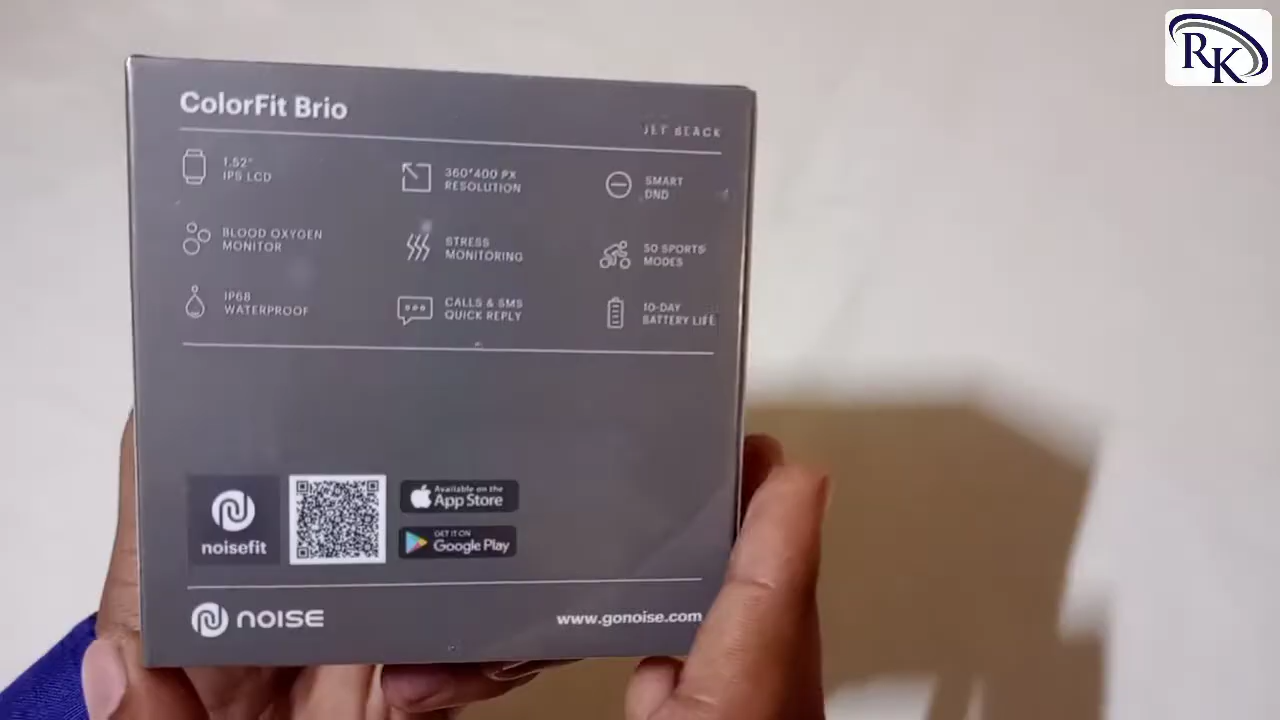 RK
ColorFit Brio
JET BLACK
1.52"
IPS LCD
360*400 PX
RESOLUTION
SMART
DND
BLOOD OXYGEN
MONITOR
STRESS
MONITORING
50 SPORTS
MODES
IP68
WATERPROOF
CALLS & SMS
QUICK REPLY
10-DAY
BATTERY LIFE
noisefit
Available on the
App Store
GET IT ON
Google Play
NOISE
www.gonoise.com